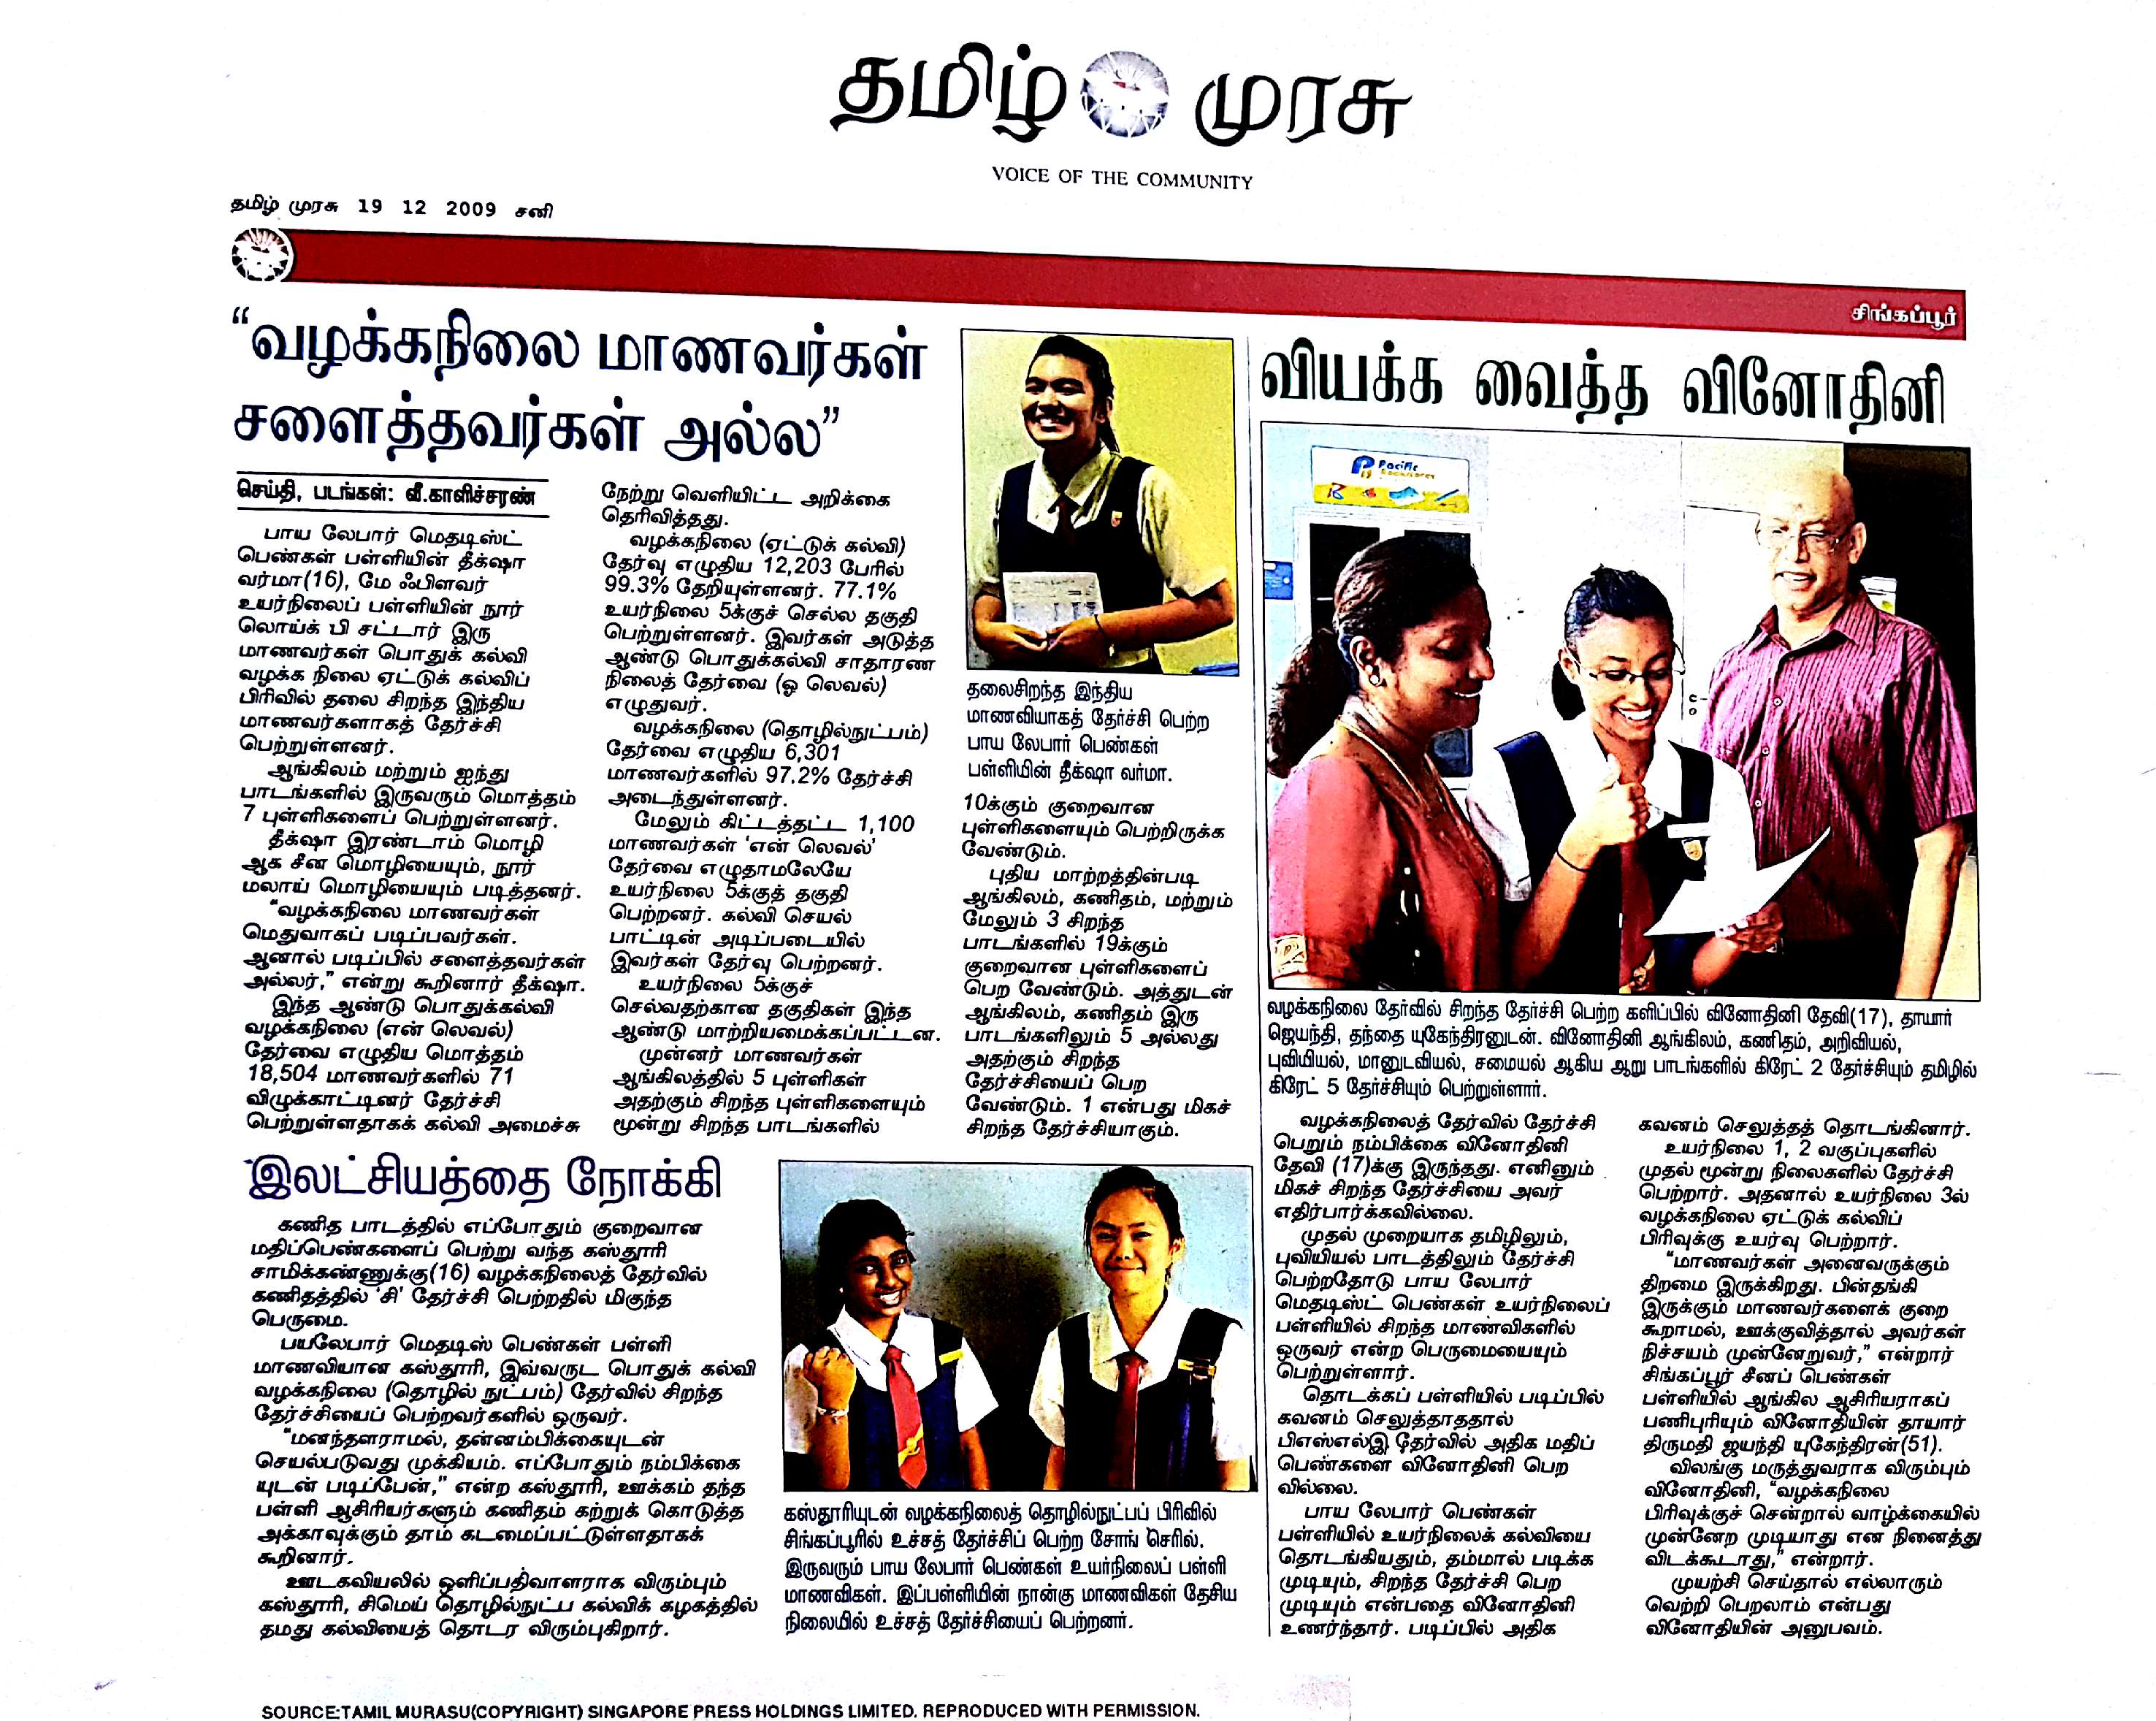 தமிழ் முரசு
VOICE OF THE COMMUNITY
தமிழ் முரசு 19 12 2009 சனி
சிங்கப்பூர்
“வழக்கநிலை மாணவர்கள்
சளைத்தவர்கள் அல்ல”
செய்தி, படங்கள்: வீ.காளிச்சரண்
பாய லேபார் மெதடிஸ்ட்
பெண்கள் பள்ளியின் தீக்‌ஷா
வர்மா(16), மே ஃபிளவர்
உயர்நிலைப் பள்ளியின் நூர்
லொய்க் பி சட்டார் இரு
மாணவர்கள் பொதுக் கல்வி
வழக்க நிலை ஏட்டுக் கல்விப்
பிரிவில் தலை சிறந்த இந்திய
மாணவர்களாகத் தேர்ச்சி
பெற்றுள்ளனர்.
ஆங்கிலம் மற்றும் ஐந்து
பாடங்களில் இருவரும் மொத்தம்
7 புள்ளிகளைப் பெற்றுள்ளனர்.
தீக்‌ஷா இரண்டாம் மொழி
ஆக சீன மொழியையும், நூர்
மலாய் மொழியையும் படித்தனர்.
“வழக்கநிலை மாணவர்கள்
மெதுவாகப் படிப்பவர்கள்.
ஆனால் படிப்பில் சளைத்தவர்கள்
அல்லர்,” என்று கூறினார் தீக்‌ஷா.
இந்த ஆண்டு பொதுக்கல்வி
வழக்கநிலை (என் லெவல்)
தேர்வை எழுதிய மொத்தம்
18,504 மாணவர்களில் 71
விழுக்காட்டினர் தேர்ச்சி
பெற்றுள்ளதாகக் கல்வி அமைச்சு
நேற்று வெளியிட்ட அறிக்கை
தெரிவித்தது.
வழக்கநிலை (ஏட்டுக் கல்வி)
தேர்வு எழுதிய 12,203 பேரில்
99.3% தேறியுள்ளனர். 77.1%
உயர்நிலை 5க்குச் செல்ல தகுதி
பெற்றுள்ளனர். இவர்கள் அடுத்த
ஆண்டு பொதுக்கல்வி சாதாரண
நிலைத் தேர்வை (ஓ லெவல்)
எழுதுவர்.
வழக்கநிலை (தொழில்நுட்பம்)
தேர்வை எழுதிய 6,301
மாணவர்களில் 97.2% தேர்ச்சி
அடைந்துள்ளனர்.
மேலும் கிட்டத்தட்ட 1,100
மாணவர்கள் ‘என் லெவல்’
தேர்வை எழுதாமலேயே
உயர்நிலை 5க்குத் தகுதி
பெற்றனர். கல்வி செயல்
பாட்டின் அடிப்படையில்
இவர்கள் தேர்வு பெற்றனர்.
உயர்நிலை 5க்குச்
செல்வதற்கான தகுதிகள் இந்த
ஆண்டு மாற்றியமைக்கப்பட்டன.
முன்னர் மாணவர்கள்
ஆங்கிலத்தில் 5 புள்ளிகள்
அதற்கும் சிறந்த புள்ளிகளையும்
மூன்று சிறந்த பாடங்களில்
தலைசிறந்த இந்திய
மாணவியாகத் தேர்ச்சி பெற்ற
பாய லேபார் பெண்கள்
பள்ளியின் தீக்‌ஷா வர்மா.
10க்கும் குறைவான
புள்ளிகளையும் பெற்றிருக்க
வேண்டும்.
புதிய மாற்றத்தின்படி
ஆங்கிலம், கணிதம், மற்றும்
மேலும் 3 சிறந்த
பாடங்களில் 19க்கும்
குறைவான புள்ளிகளைப்
பெற வேண்டும். அத்துடன்
ஆங்கிலம், கணிதம் இரு
பாடங்களிலும் 5 அல்லது
அதற்கும் சிறந்த
தேர்ச்சியைப் பெற
வேண்டும். 1 என்பது மிகச்
சிறந்த தேர்ச்சியாகும்.
இலட்சியத்தை நோக்கி
கணித பாடத்தில் எப்போதும் குறைவான
மதிப்பெண்களைப் பெற்று வந்த கஸ்தூரி
சாமிக்கண்ணுக்கு(16) வழக்கநிலைத் தேர்வில்
கணிதத்தில் ‘சி’ தேர்ச்சி பெற்றதில் மிகுந்த
பெருமை.
பயலேபார் மெதடிஸ் பெண்கள் பள்ளி
மாணவியான கஸ்தூரி, இவ்வருட பொதுக் கல்வி
வழக்கநிலை (தொழில் நுட்பம்) தேர்வில் சிறந்த
தேர்ச்சியைப் பெற்றவர்களில் ஒருவர்.
“மனந்தளராமல், தன்னம்பிக்கையுடன்
செயல்படுவது முக்கியம். எப்போதும் நம்பிக்கை
யுடன் படிப்பேன்,” என்ற கஸ்தூரி, ஊக்கம் தந்த
பள்ளி ஆசிரியர்களும் கணிதம் கற்றுக் கொடுத்த
அக்காவுக்கும் தாம் கடமைப்பட்டுள்ளதாகக்
கூறினார்.
ஊடகவியலில் ஒளிப்பதிவாளராக விரும்பும்
கஸ்தூரி, சிமெய் தொழில்நுட்ப கல்விக் கழகத்தில்
தமது கல்வியைத் தொடர விரும்புகிறார்.
கஸ்தூரியுடன் வழக்கநிலைத் தொழில்நுட்பப் பிரிவில்
சிங்கப்பூரில் உச்சத் தேர்ச்சிப் பெற்ற சோங் செரில்.
இருவரும் பாய லேபார் பெண்கள் உயர்நிலைப் பள்ளி
மாணவிகள். இப்பள்ளியின் நான்கு மாணவிகள் தேசிய
நிலையில் உச்சத் தேர்ச்சியைப் பெற்றனர்.
வியக்க வைத்த வினோதினி
Pacific
Bookstores
வழக்கநிலை தேர்வில் சிறந்த தேர்ச்சி பெற்ற களிப்பில் வினோதினி தேவி(17), தாயார்
ஜெயந்தி, தந்தை யுகேந்திரனுடன். வினோதினி ஆங்கிலம், கணிதம், அறிவியல்,
புவியியல், மானுடவியல், சமையல் ஆகிய ஆறு பாடங்களில் கிரேட் 2 தேர்ச்சியும் தமிழில்
கிரேட் 5 தேர்ச்சியும் பெற்றுள்ளார்.
வழக்கநிலைத் தேர்வில் தேர்ச்சி
பெறும் நம்பிக்கை வினோதினி
தேவி (17)க்கு இருந்தது. எனினும்
மிகச் சிறந்த தேர்ச்சியை அவர்
எதிர்பார்க்கவில்லை.
முதல் முறையாக தமிழிலும்,
புவியியல் பாடத்திலும் தேர்ச்சி
பெற்றதோடு பாய லேபார்
மெதடிஸ்ட் பெண்கள் உயர்நிலைப்
பள்ளியில் சிறந்த மாணவிகளில்
ஒருவர் என்ற பெருமையையும்
பெற்றுள்ளார்.
தொடக்கப் பள்ளியில் படிப்பில்
கவனம் செலுத்தாததால்
பிஎஸ்எல்இ தேர்வில் அதிக மதிப்
பெண்களை வினோதினி பெற
வில்லை.
பாய லேபார் பெண்கள்
பள்ளியில் உயர்நிலைக் கல்வியை
தொடங்கியதும், தம்மால் படிக்க
முடியும், சிறந்த தேர்ச்சி பெற
முடியும் என்பதை வினோதினி
உணர்ந்தார். படிப்பில் அதிக
கவனம் செலுத்தத் தொடங்கினார்.
உயர்நிலை 1, 2 வகுப்புகளில்
முதல் மூன்று நிலைகளில் தேர்ச்சி
பெற்றார். அதனால் உயர்நிலை 3ல்
வழக்கநிலை ஏட்டுக் கல்விப்
பிரிவுக்கு உயர்வு பெற்றார்.
“மாணவர்கள் அனைவருக்கும்
திறமை இருக்கிறது. பின்தங்கி
இருக்கும் மாணவர்களைக் குறை
கூறாமல், ஊக்குவித்தால் அவர்கள்
நிச்சயம் முன்னேறுவர்,” என்றார்
சிங்கப்பூர் சீனப் பெண்கள்
பள்ளியில் ஆங்கில ஆசிரியராகப்
பணிபுரியும் வினோதியின் தாயார்
திருமதி ஜயந்தி யுகேந்திரன்(51).
விலங்கு மருத்துவராக விரும்பும்
வினோதினி, “வழக்கநிலை
பிரிவுக்குச் சென்றால் வாழ்க்கையில்
முன்னேற முடியாது என நினைத்து
விடக்கூடாது,” என்றார்.
முயற்சி செய்தால் எல்லாரும்
வெற்றி பெறலாம் என்பது
வினோதியின் அனுபவம்.
SOURCE:TAMIL MURASU(COPYRIGHT) SINGAPORE PRESS HOLDINGS LIMITED. REPRODUCED WITH PERMISSION.